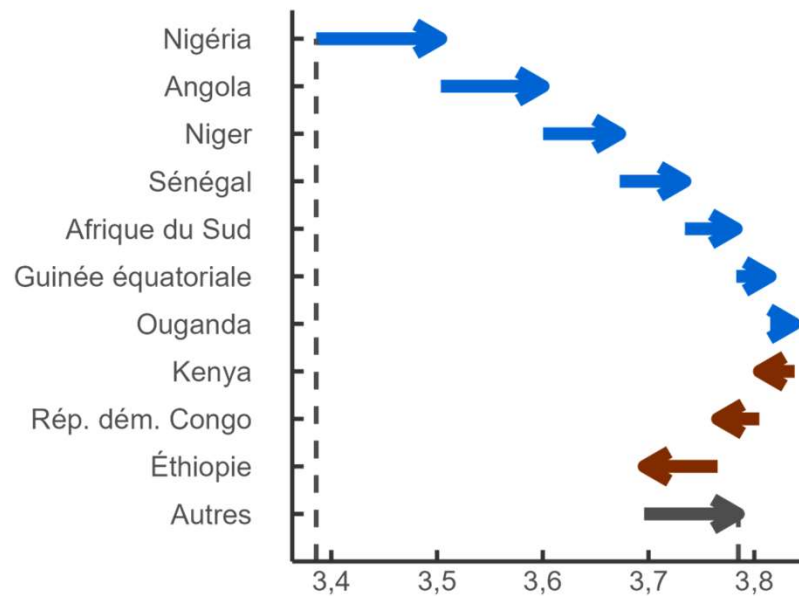 Nigéria
Angola
Niger
Sénégal
Afrique du Sud
Guinée équatoriale
Ouganda
Kenya
Rép. dém. Congo
Éthiopie
Autres
3,4 3,5 3,6 3,7 3,8